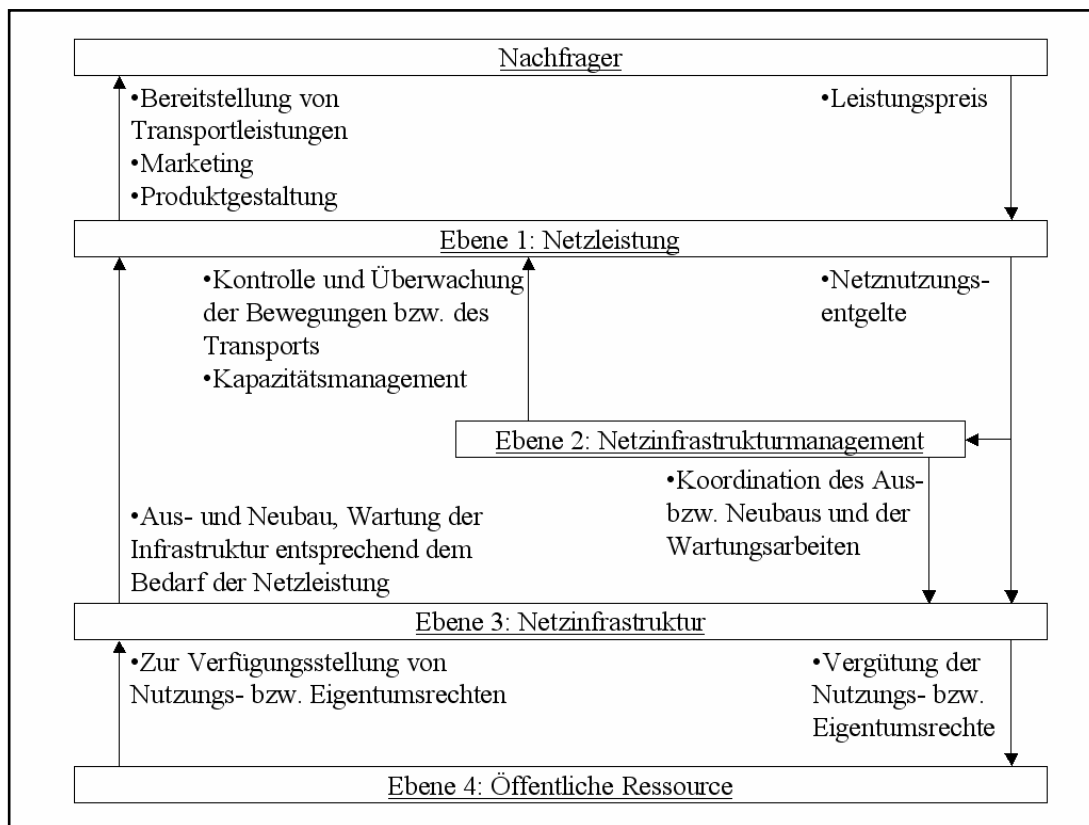 Nachfrager
•Bereitstellung von
Transportleistungen
•Marketing
•Produktgestaltung
•Leistungspreis
Ebene 1: Netzleistung
•Kontrolle und Überwachung
der Bewegungen bzw. des
Transports
•Kapazitätsmanagement
•Netznutzungs-
entgelte
Ebene 2: Netzinfrastrukturmanagement
•Koordination des Aus-
bzw. Neubaus und der
Wartungsarbeiten
•Aus- und Neubau, Wartung der
Infrastruktur entsprechend dem
Bedarf der Netzleistung
Ebene 3: Netzinfrastruktur
•Zur Verfügungsstellung von
Nutzungs- bzw. Eigentumsrechten
•Vergütung der
Nutzungs- bzw.
Eigentumsrechte
Ebene 4: Öffentliche Ressource